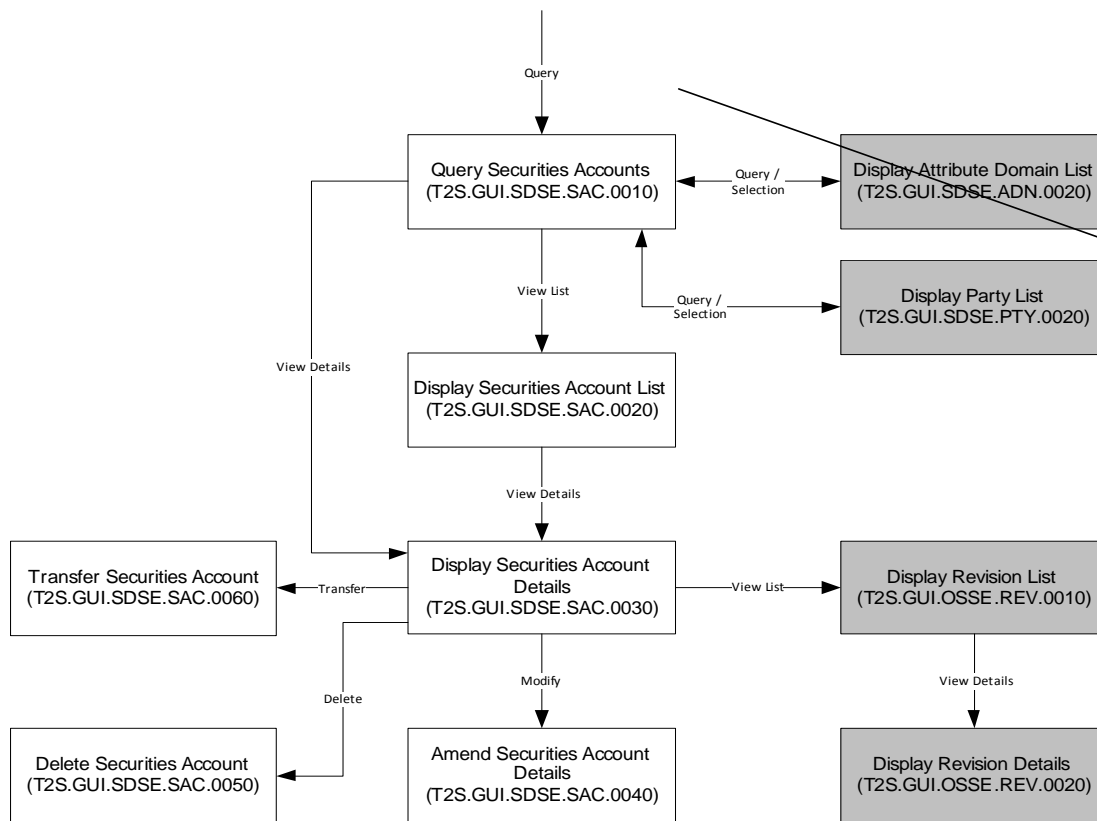 Query
Query Securities Accounts
(T2S.GUI.SDSE.SAC.0010)
Query /
Selection
Display Attribute Domain List
(T2S.GUI.SDSE.ADN.0020)
View List
Query /
Selection
Display Party List
(T2S.GUI.SDSE.PTY.0020)
View Details
Display Securities Account List
(T2S.GUI.SDSE.SAC.0020)
View Details
Transfer Securities Account
(T2S.GUI.SDSE.SAC.0060)
Transfer
Display Securities Account
Details
(T2S.GUI.SDSE.SAC.0030)
View List
Display Revision List
(T2S.GUI.OSSE.REV.0010)
Delete
Modify
View Details
Delete Securities Account
(T2S.GUI.SDSE.SAC.0050)
Amend Securities Account
Details
(T2S.GUI.SDSE.SAC.0040)
Display Revision Details
(T2S.GUI.OSSE.REV.0020)